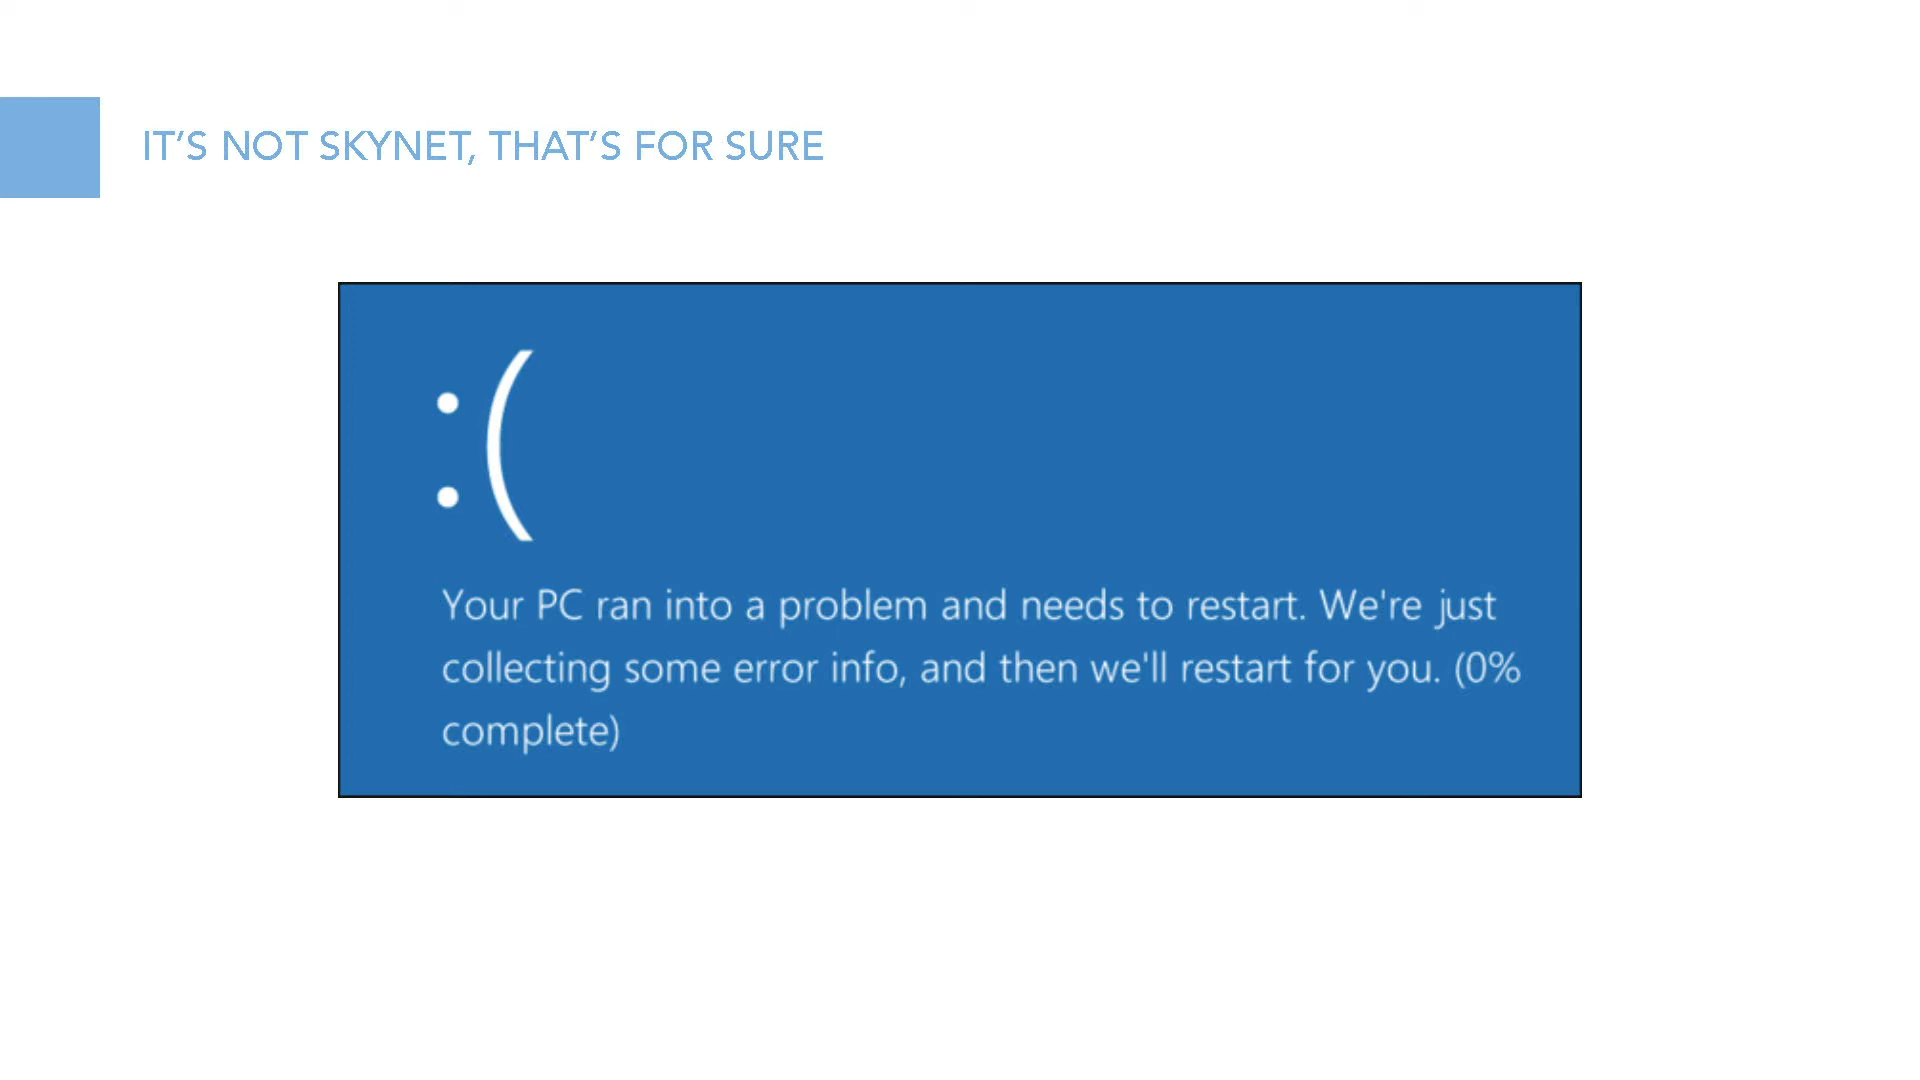 IT’S NOT SKYNET, THAT’S FOR SURE
:(
Your PC ran into a problem and needs to restart. We're just
collecting some error info, and then we'll restart for you. (0%
complete)